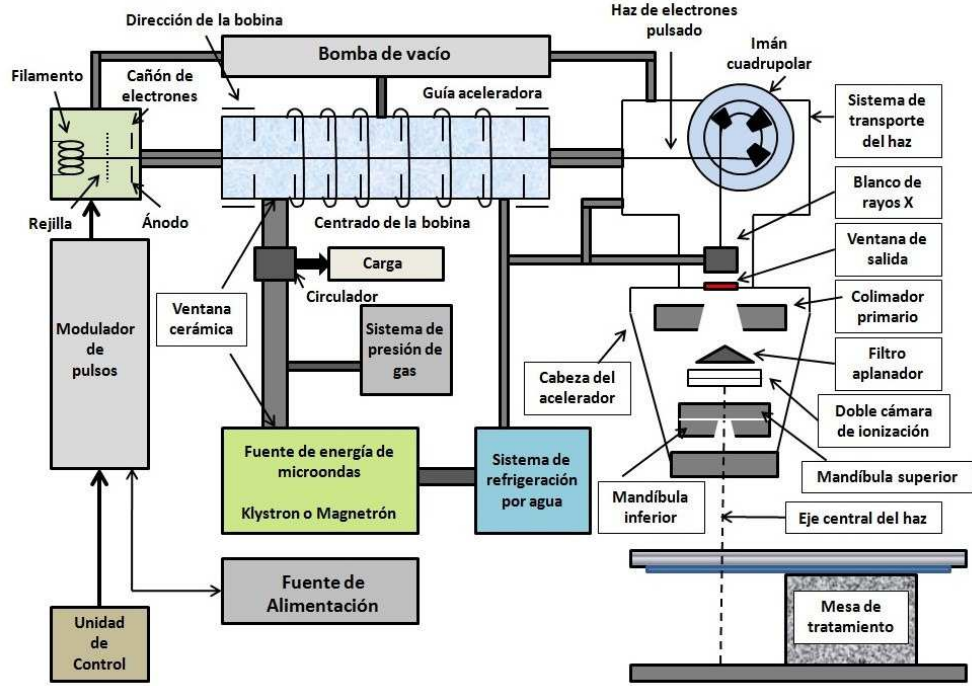 Dirección de la bobina
Bomba de vacío
Haz de electrones
pulsado
Imán
cuadrupolar
Filamento
Cañón de
electrones
Guía aceleradora
Sistema de
transporte
del haz
Rejilla
Ánodo
Centrado de la bobina
Blanco de
rayos X
Ventana de
salida
Carga
Circulador
Ventana
cerámica
Modulador
de
pulsos
Sistema de
presión de
gas
Colimador
primario
Filtro
aplanador
Cabeza del
acelerador
Doble cámara
de ionización
Mandíbula superior
Mandíbula
inferior
Eje central del haz
Fuente de energía de
microondas
Klystron o Magnetrón
Sistema de
refrigeración
por agua
Fuente de
Alimentación
Unidad
de
Control
Mesa de
tratamiento